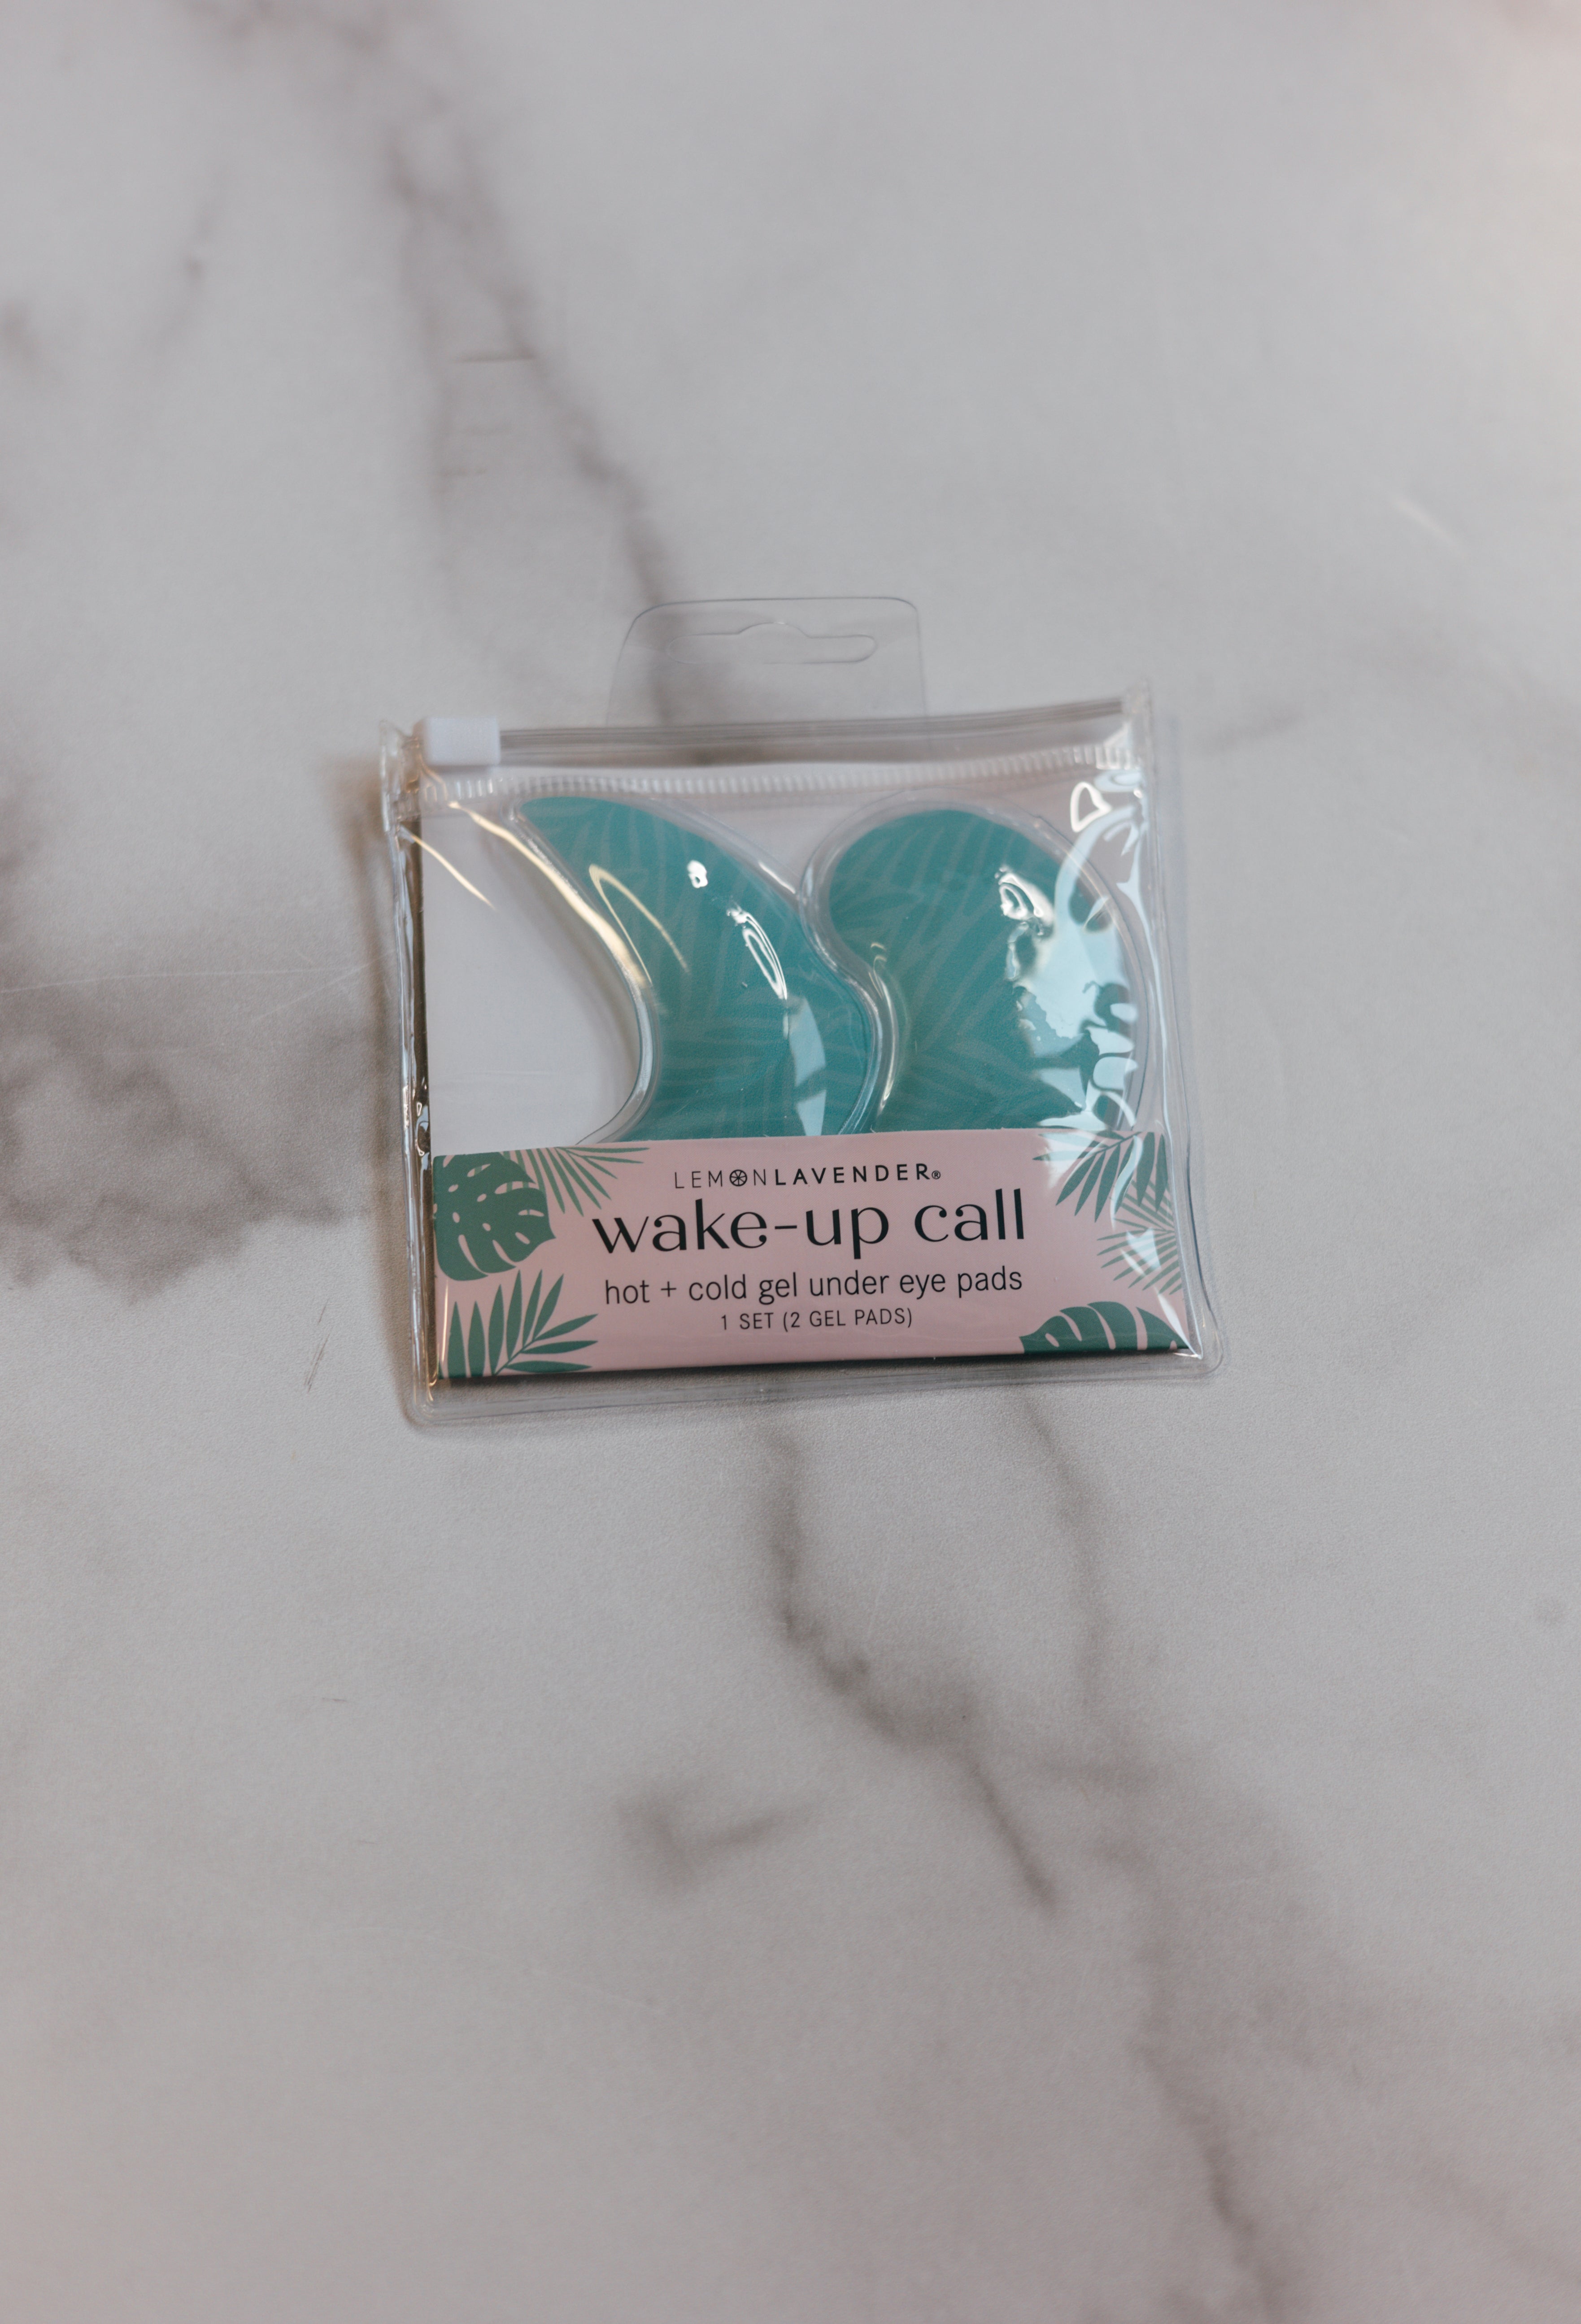 LEMONLAVENDER®
wake-up call
hot + cold gel under eye pads
1 SET (2 GEL PADS)